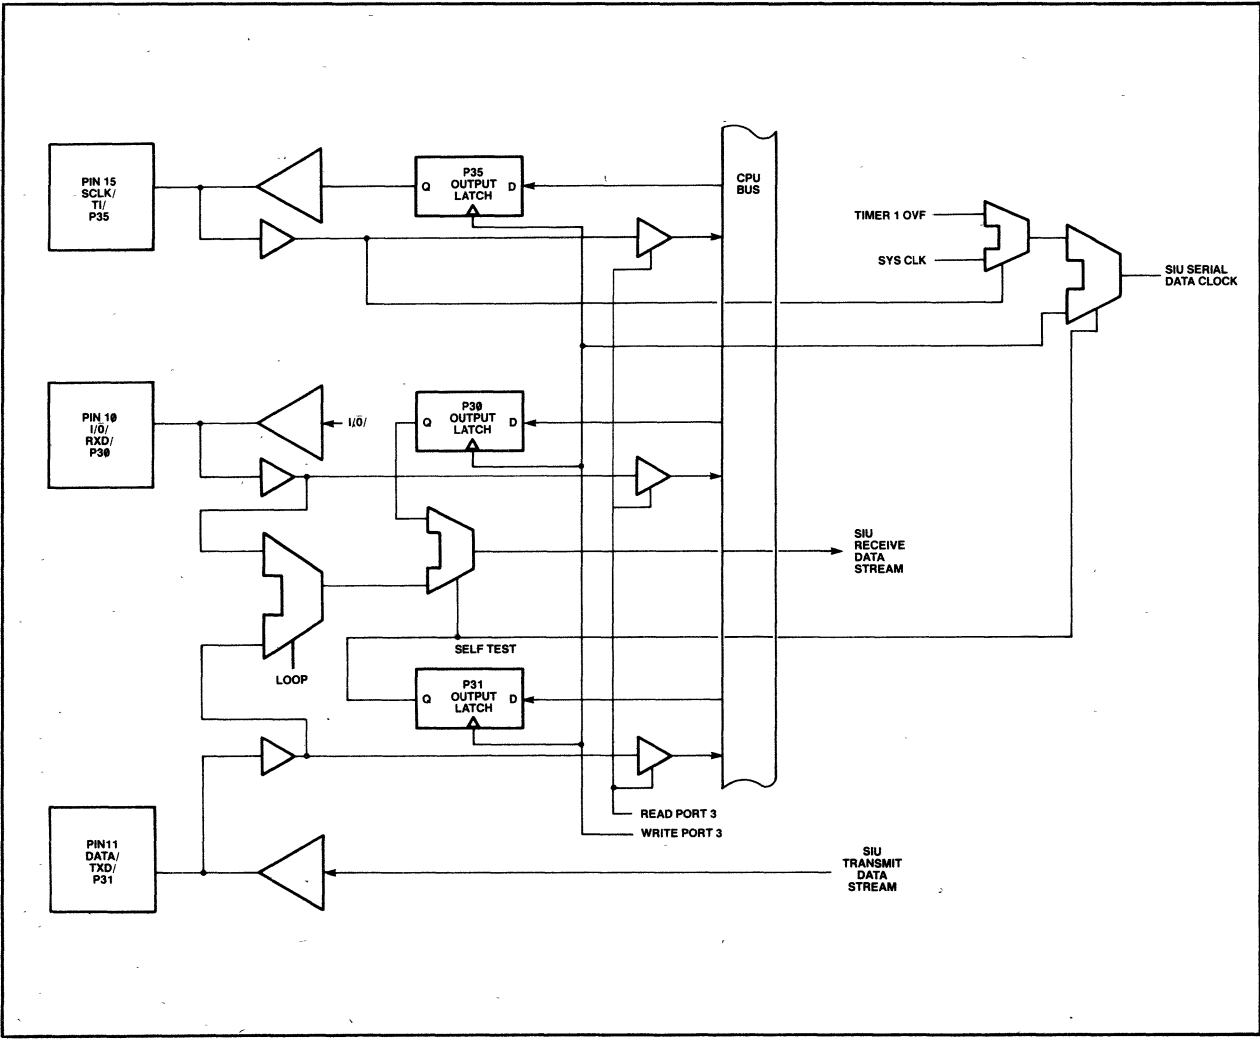 PIN 15
SCLK/
TI/
P35
Q
P35
OUTPUT
LATCH
D
CPU
BUS
TIMER 1 OVF
SYS CLK
SIU SERIAL
DATA CLOCK
PIN 10
I/Ō/
RXD/
P30
I/Ō/
Q
P30
OUTPUT
LATCH
D
SIU
RECEIVE
DATA
STREAM
SELF TEST
LOOP
Q
P31
OUTPUT
LATCH
D
READ PORT 3
WRITE PORT 3
PIN11
DATA/
TXD/
P31
SIU
TRANSMIT
DATA
STREAM